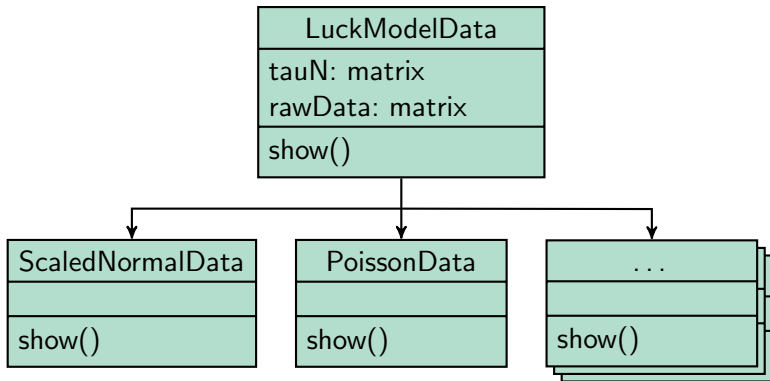 LuckModelData
tauN: matrix
rawData: matrix
show()
ScaledNormalData
show()
PoissonData
show()
...
show()